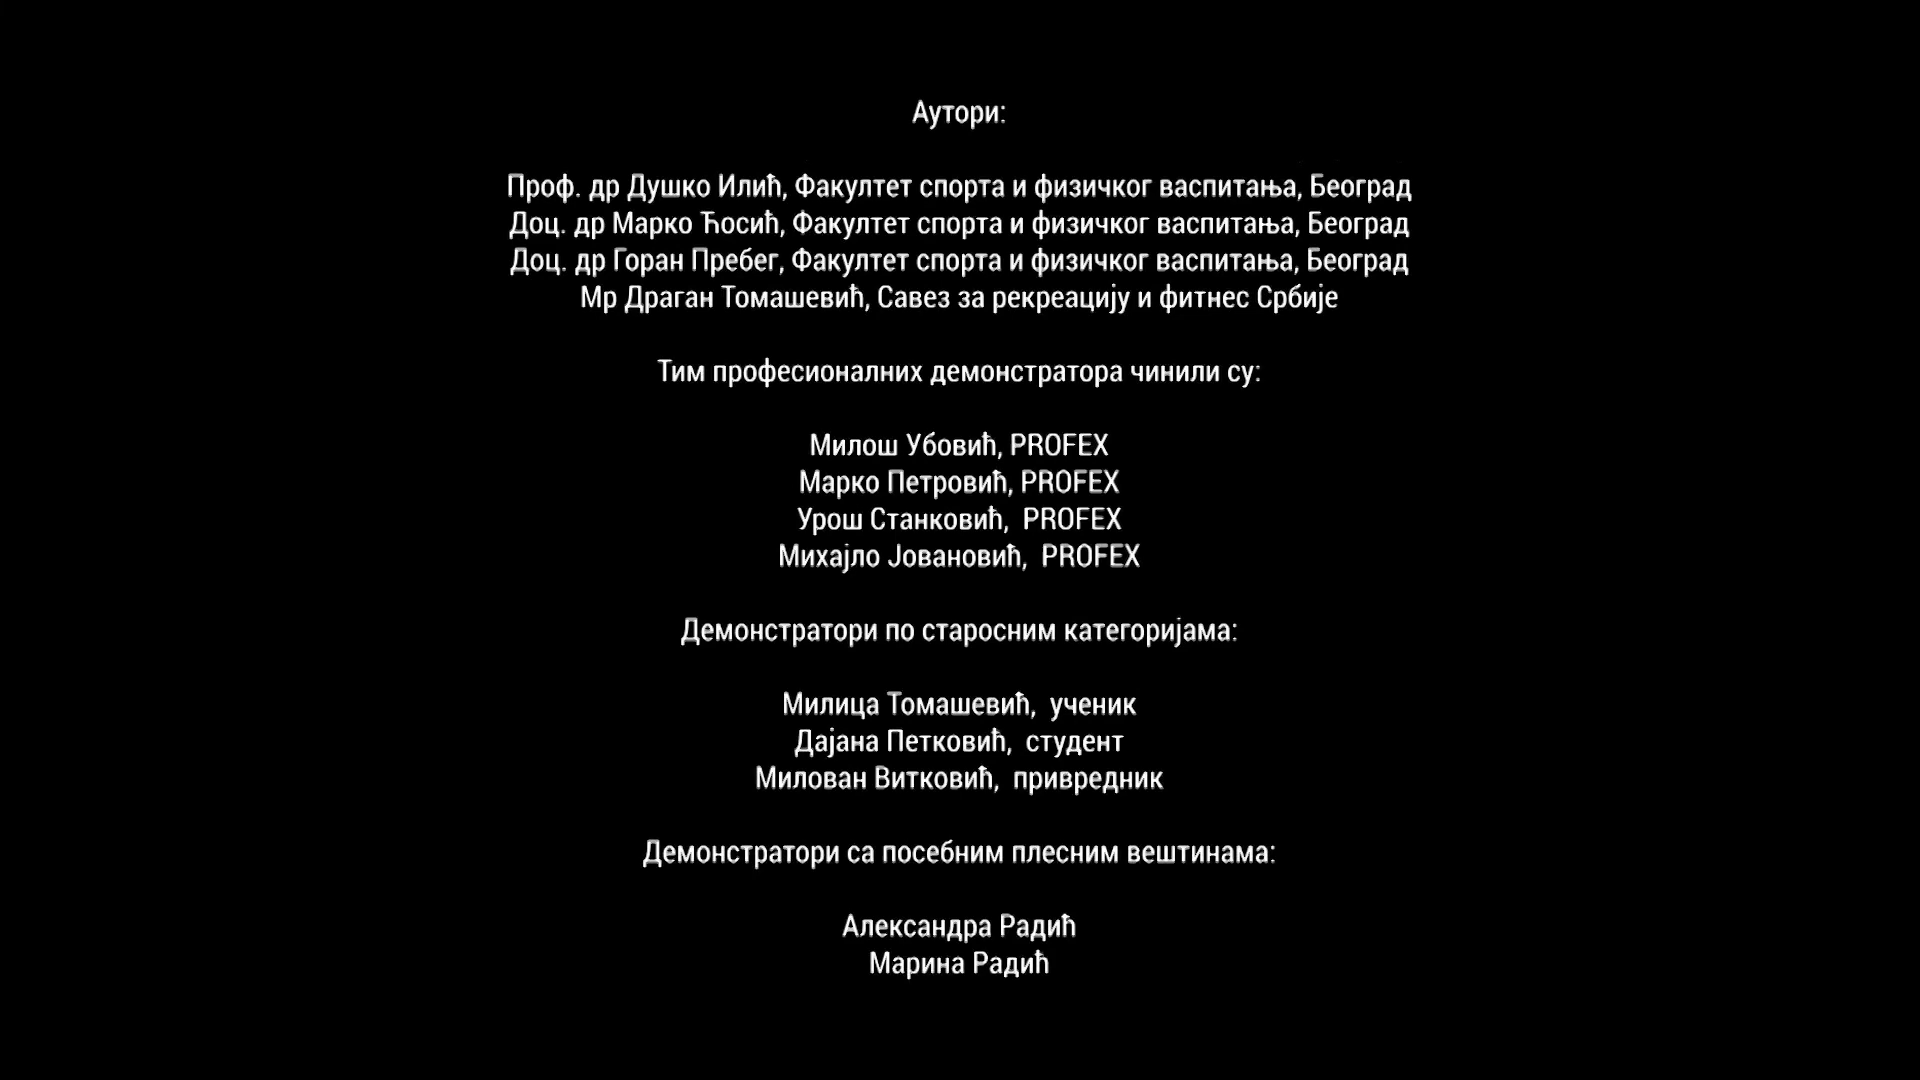 Аутори:
Проф. др Душко Илић, Факултет спорта и физичког васпитања, Београд
Доц. др Марко Ћосић, Факултет спорта и физичког васпитања, Београд
Доц. др Горан Пребег, Факултет спорта и физичког васпитања, Београд
Мр Драган Томашевић, Савез за рекреацију и фитнес Србије
Тим професионалних демонстратора чинили су:
Милош Убовић, PROFEX
Марко Петровић, PROFEX
Урош Станковић, PROFEX
Михајло Јовановић, PROFEX
Демонстратори по старосним категоријама:
Милица Томашевић, ученик
Дајана Петковић, студент
Милован Витковић, привредник
Демонстратори са посебним плесним вештинама:
Александра Радић
Марина Радић